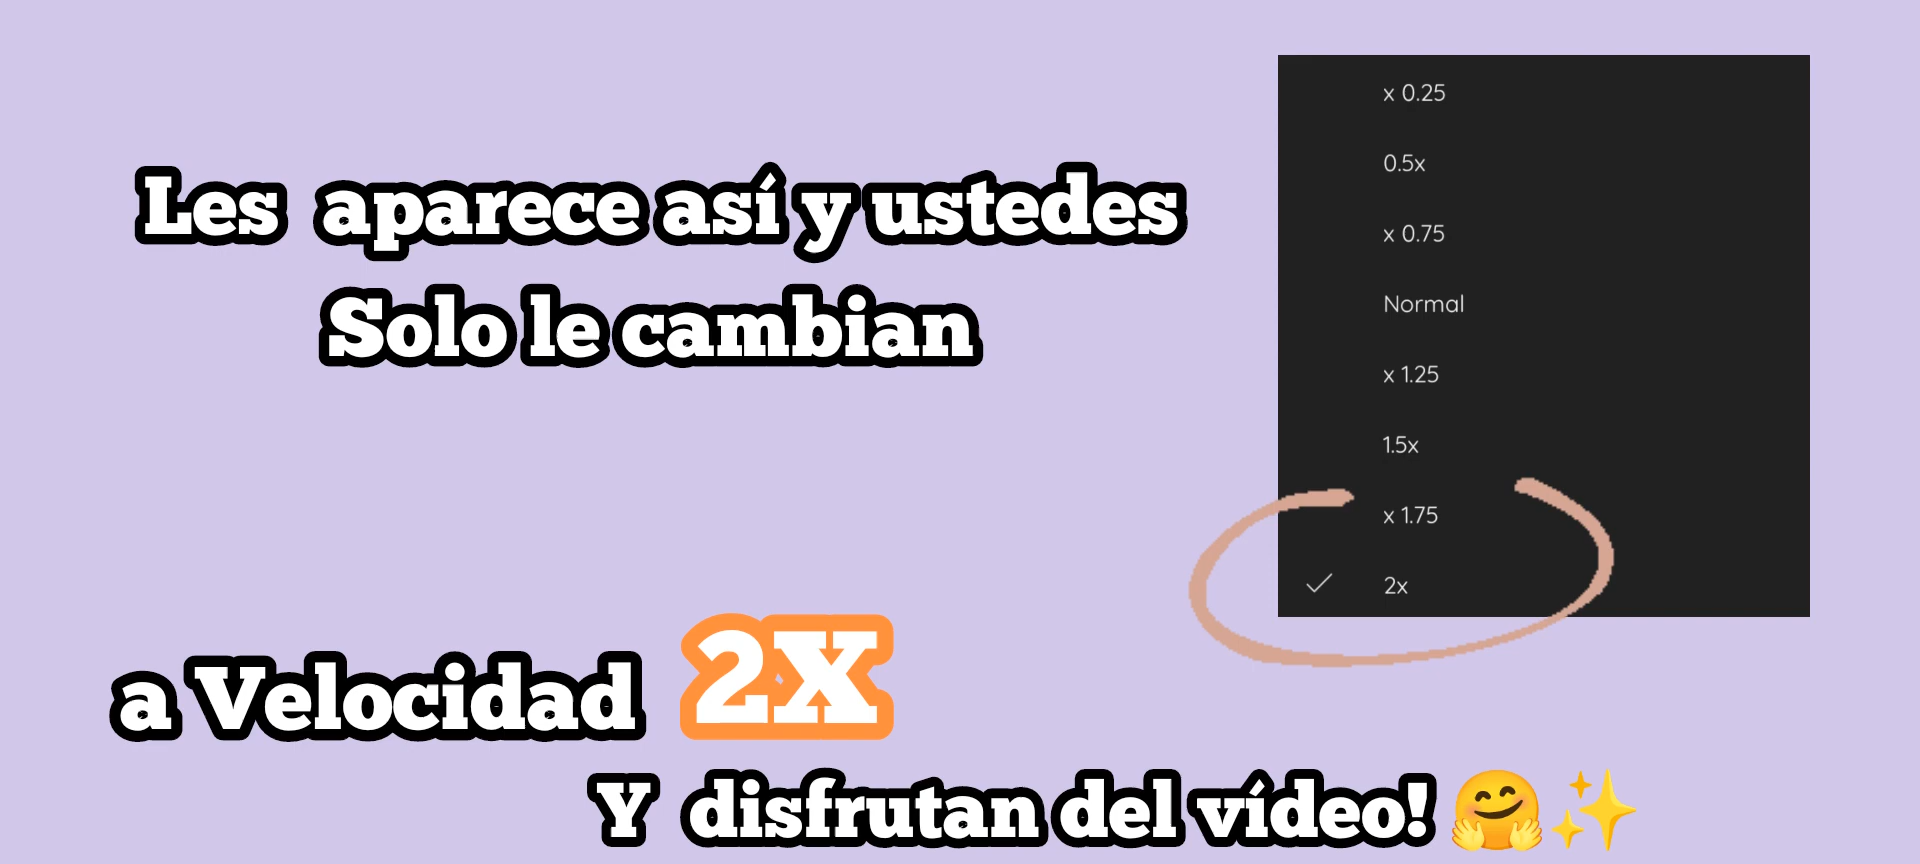 Les aparece así y ustedes
Solo le cambian
a Velocidad 2X
Y disfrutan del vídeo! 🤗✨
x 0.25
0.5x
x 0.75
Normal
x 1.25
1.5x
x 1.75
2x